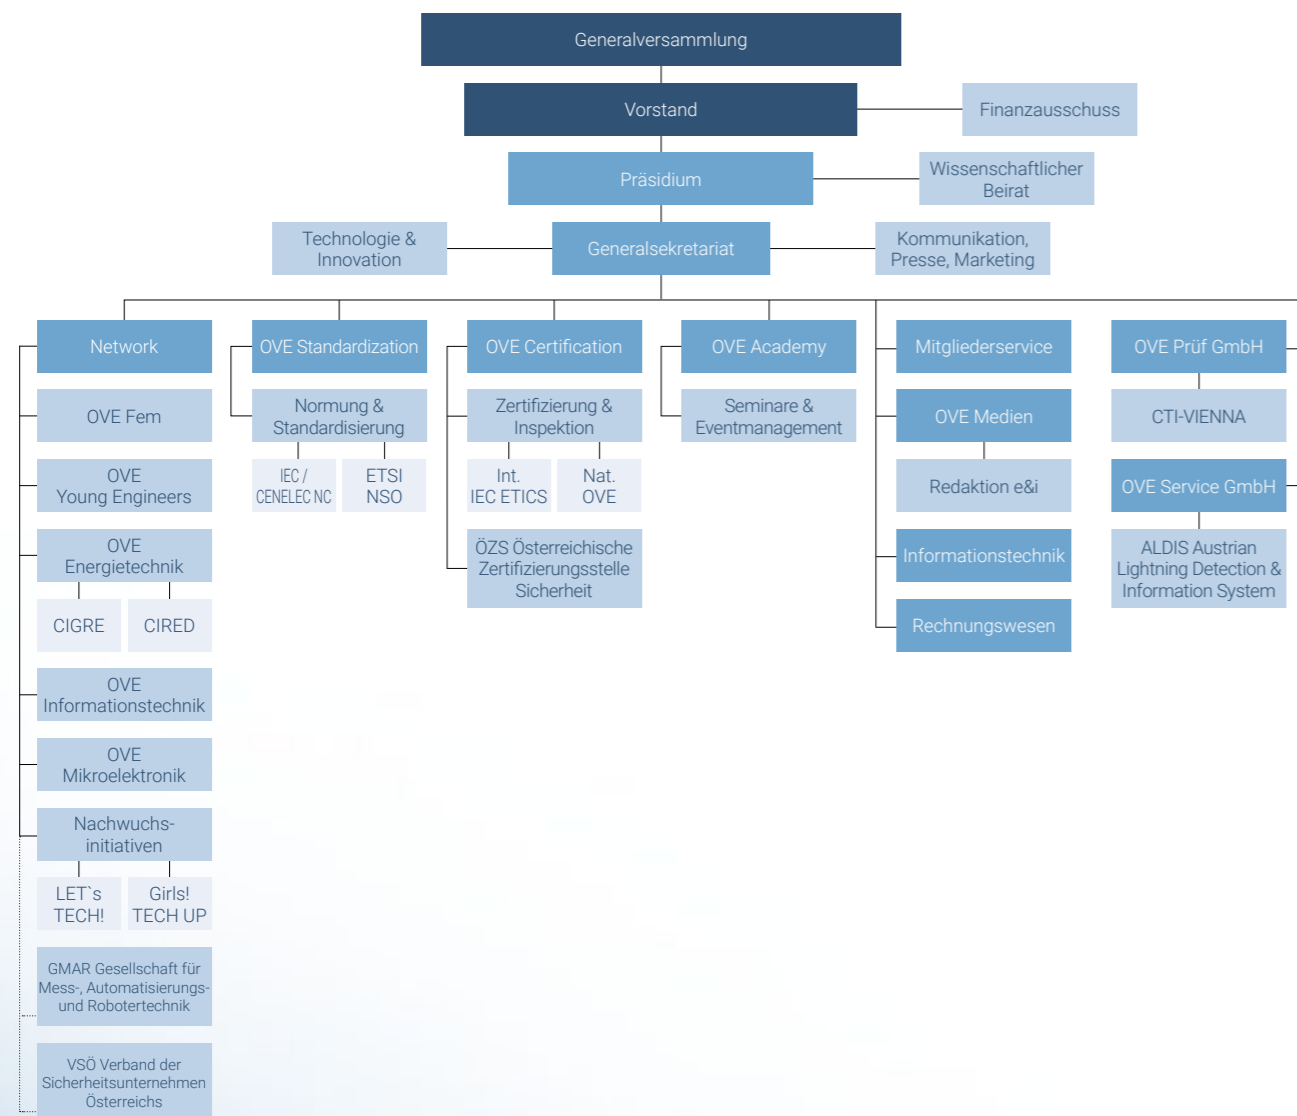 Generalversammlung
Vorstand
Finanzausschuss
Präsidium
Wissenschaftlicher
Beirat
Technologie &
Innovation
Generalsekretariat
Kommunikation,
Presse, Marketing
Network
OVE Fem
OVE
Young Engineers
OVE
Energietechnik
CIGRE
CIRED
OVE
Informationstechnik
OVE
Mikroelektronik
Nachwuchs-
initiativen
LET`s
TECH!
Girls!
TECH UP
GMAR Gesellschaft für
Mess-, Automatisierungs-
und Robotertechnik
VSÖ Verband der
Sicherheitsunternehmen
Österreichs
OVE Standardization
Normung &
Standardisierung
IEC /
CENELEC NC
ETSI
NSO
OVE Certification
Zertifizierung &
Inspektion
Int.
IEC ETICS
Nat.
OVE
ÖZS Österreichische
Zertifizierungsstelle
Sicherheit
OVE Academy
Seminare &
Eventmanagement
Mitgliederservice
OVE Medien
Redaktion e&i
Informationstechnik
Rechnungswesen
OVE Prüf GmbH
CTI-VIENNA
OVE Service GmbH
ALDIS Austrian
Lightning Detection &
Information System